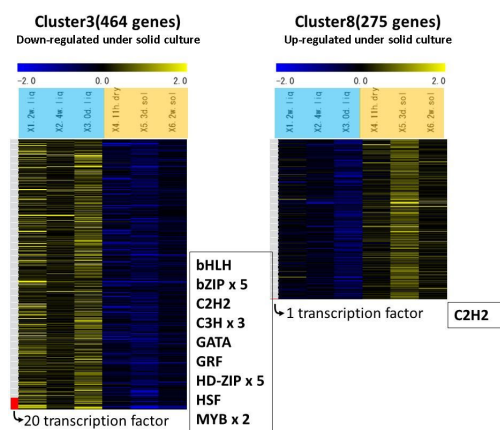 Cluster3(464 genes)
Down-regulated under solid culture
-2.0 0.0 2.0
X1.2w.liq
X2.4w.liq
X3.0d.liq
X4.11h.dry
X5.3d.sol
X6.2w.sol
20 transcription factor
bHLH
bZIP x 5
C2H2
C3H x 3
GATA
GRF
HD-ZIP x 5
HSF
MYB x 2
Cluster8(275 genes)
Up-regulated under solid culture
-2.0 0.0 2.0
X1.2w.liq
X2.4w.liq
X3.0d.liq
X4.11h.dry
X5.3d.sol
X6.2w.sol
1 transcription factor
C2H2